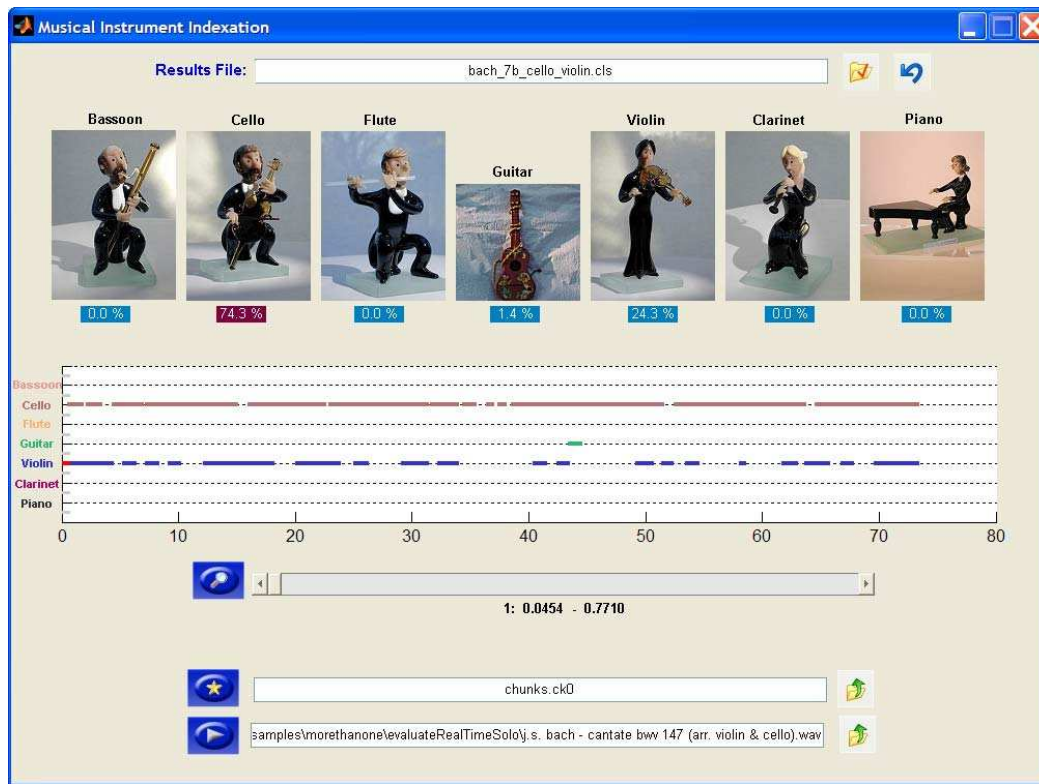 Musical Instrument Indexation
Results File: bach_7b_cello_violin.cls
Bassoon Cello Flute Guitar Violin Clarinet Piano
0.0 % 74.3 % 0.0 % 1.4 % 24.3 % 0.0 % 0.0 %
Bassoon
Cello
Flute
Guitar
Violin
Clarinet
Piano
0 10 20 30 40 50 60 70 80
1: 0.0454 - 0.7710
chunks.ck0
samples\morethanone\evaluateRealTimeSolo\j.s. bach - cantate bwv 147 (arr. violin & cello).wav